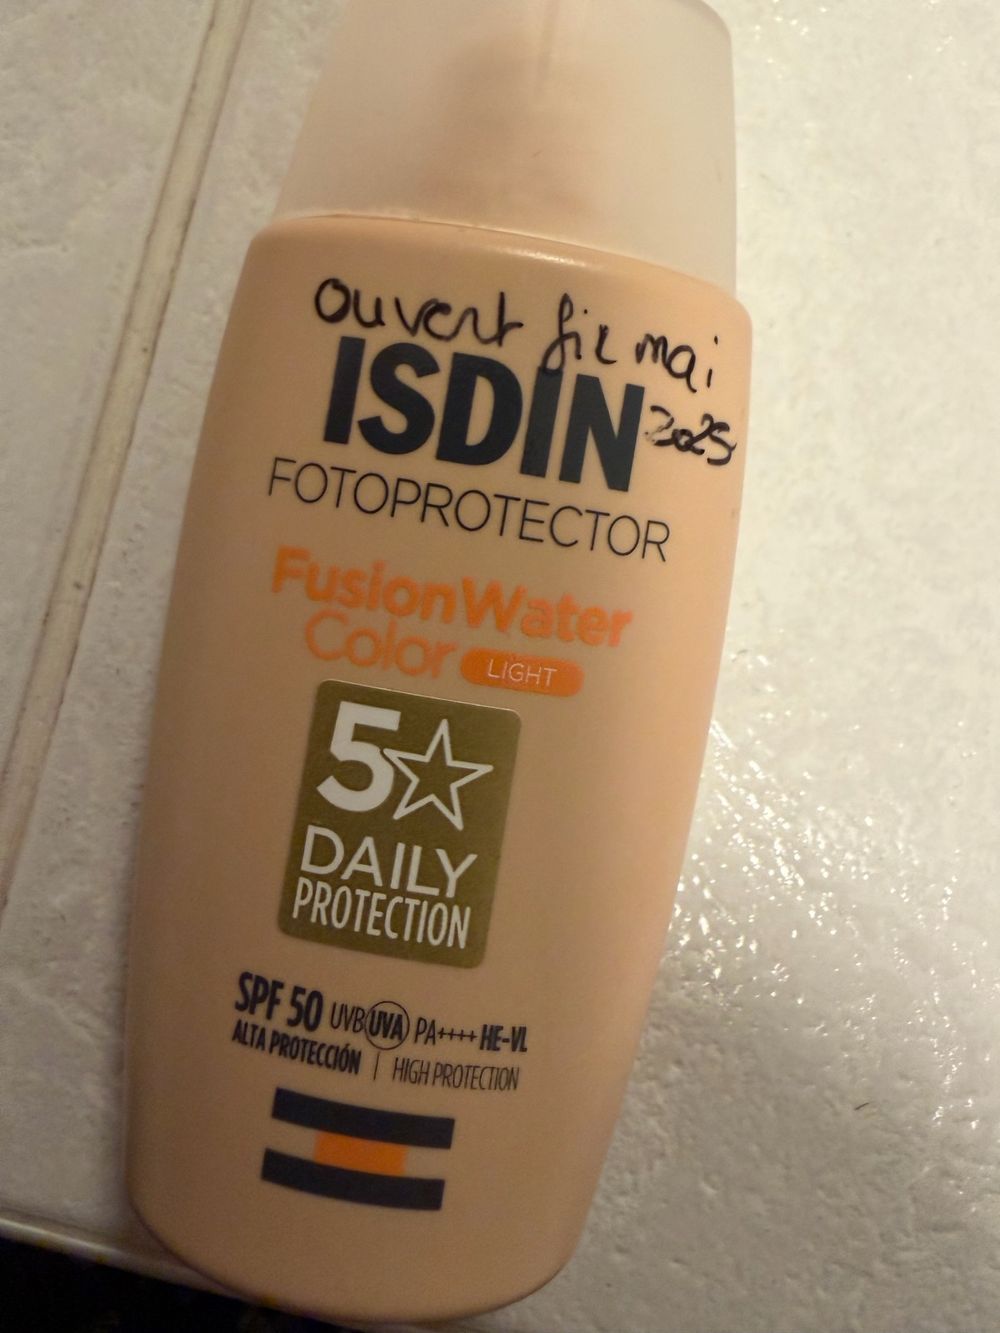 ouvert fin mai
2025
ISDIN
FOTOPROTECTOR
FusionWater
Color LIGHT
5☆
DAILY
PROTECTION
SPF 50 UVB UVA PA++++ HE-VL
ALTA PROTECCIÓN | HIGH PROTECTION